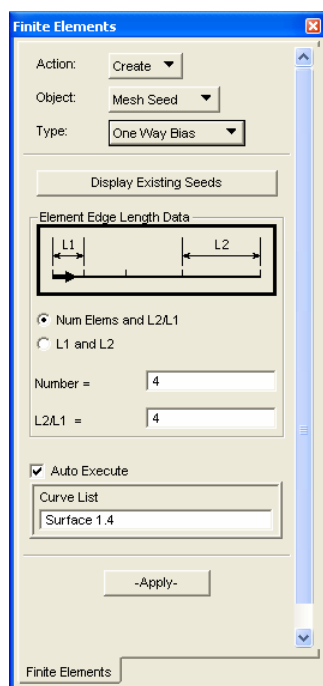 Finite Elements
Action: Create
Object: Mesh Seed
Type: One Way Bias
Display Existing Seeds
Element Edge Length Data
L1 L2
Num Elems and L2/L1
L1 and L2
Number = 4
L2/L1 = 4
Auto Execute
Curve List
Surface 1.4
-Apply-
Finite Elements